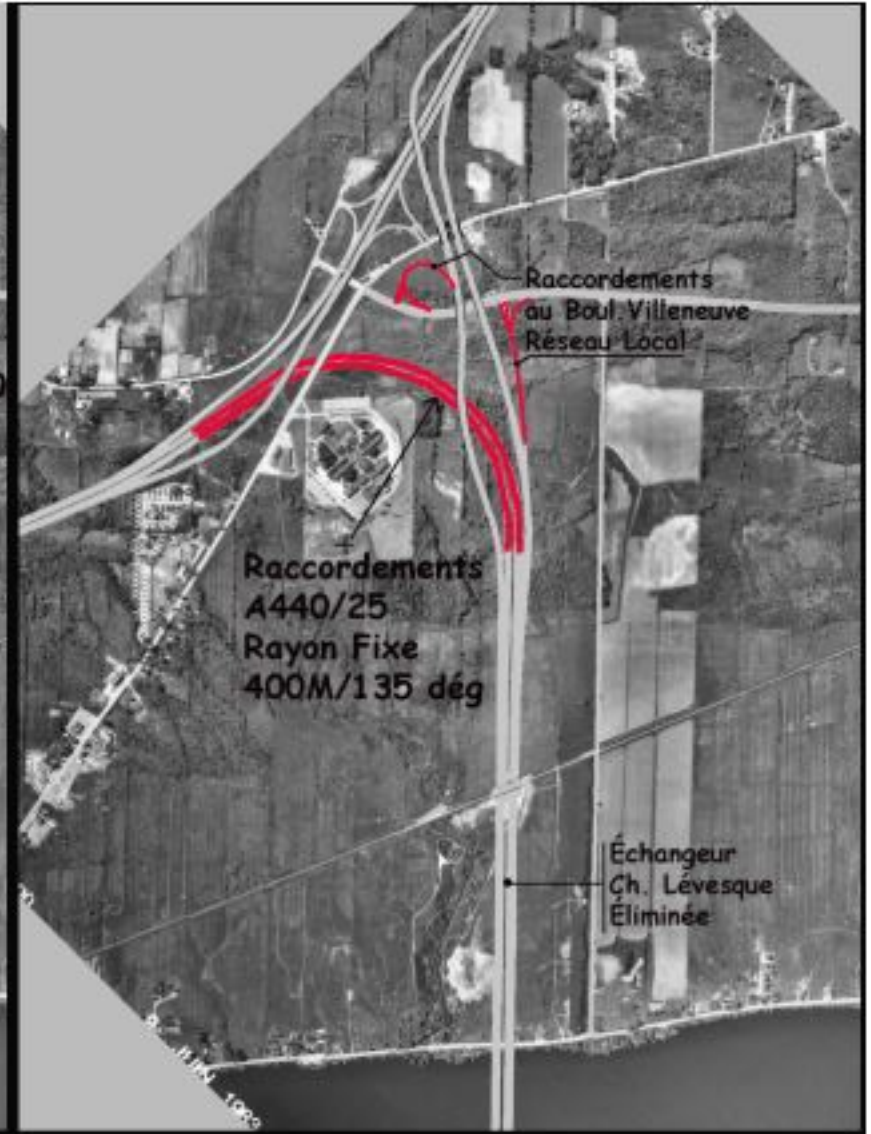 Raccordements
au Boul. Villeneuve
Réseau Local
Raccordements
A440/25
Rayon Fixe
400M/135 dég
Échangeur
Ch. Lévesque
Éliminée